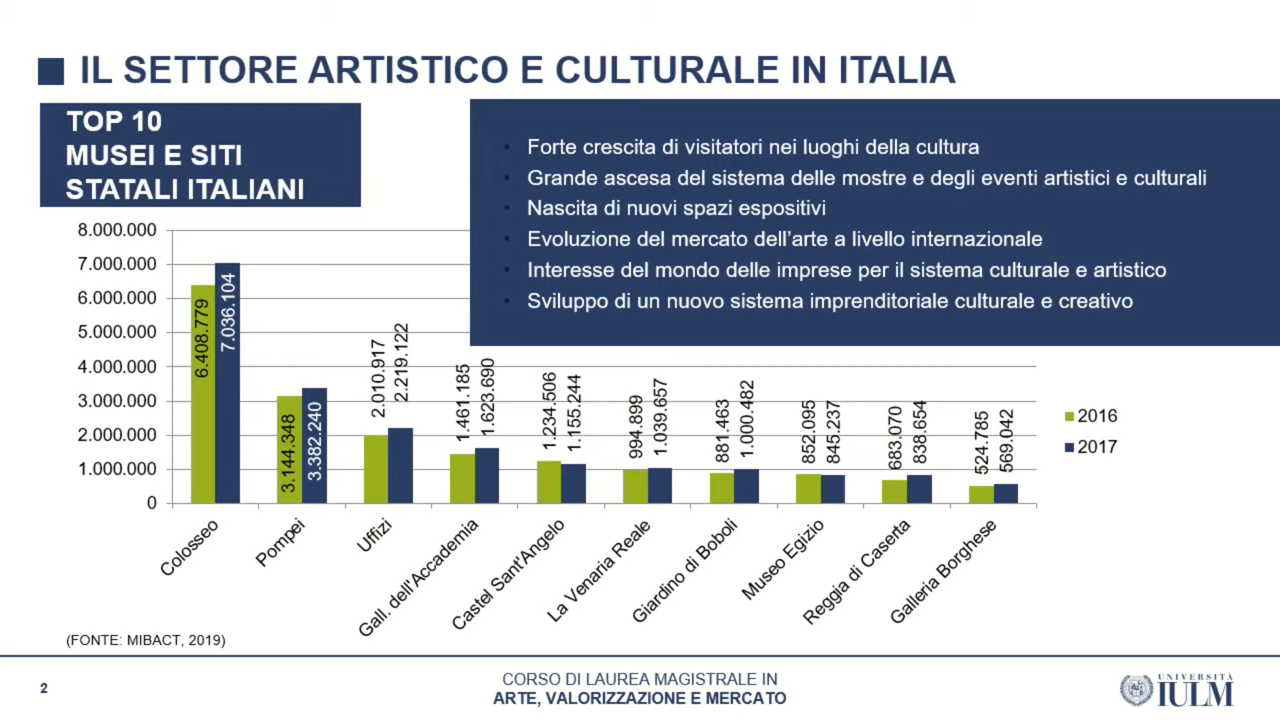 IL SETTORE ARTISTICO E CULTURALE IN ITALIA
TOP 10
MUSEI E SITI
STATALI ITALIANI
• Forte crescita di visitatori nei luoghi della cultura
• Grande ascesa del sistema delle mostre e degli eventi artistici e culturali
• Nascita di nuovi spazi espositivi
• Evoluzione del mercato dell'arte a livello internazionale
• Interesse del mondo delle imprese per il sistema culturale e artistico
• Sviluppo di un nuovo sistema imprenditoriale culturale e creativo
8.000.000
7.000.000
6.000.000
5.000.000
4.000.000
3.000.000
2.000.000
1.000.000
0
6.408.779
7.036.104
3.144.348
3.382.240
2.010.917
2.219.122
1.461.185
1.623.690
1.234.506
1.155.244
994.899
1.039.657
881.463
1.000.482
852.095
845.237
683.070
838.654
524.785
569.042
Colosseo
Pompei
Uffizi
Gall. dell'Accademia
Castel Sant'Angelo
La Venaria Reale
Giardino di Boboli
Museo Egizio
Reggia di Caserta
Galleria Borghese
2016
2017
(FONTE: MIBACT, 2019)
2
CORSO DI LAUREA MAGISTRALE IN
ARTE, VALORIZZAZIONE E MERCATO
UNIVERSITÀ
IULM